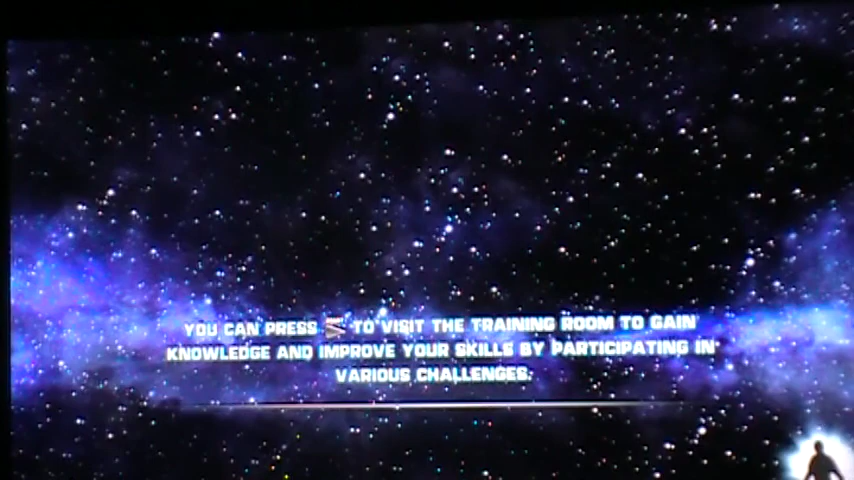 YOU CAN PRESS TO VISIT THE TRAINING ROOM TO GAIN
KNOWLEDGE AND IMPROVE YOUR SKILLS BY PARTICIPATING IN
VARIOUS CHALLENGES.